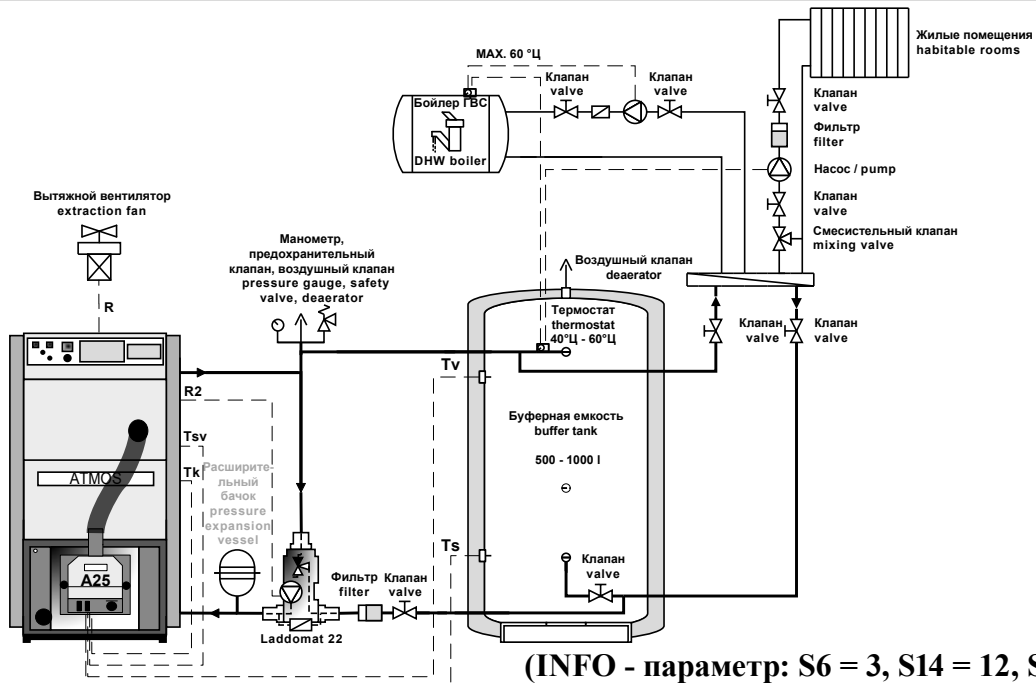 Жилые помещения
habitable rooms
MAX. 60 °Ц
Клапан
valve
Клапан
valve
Клапан
valve
Бойлер ГВС
DHW boiler
Фильтр
filter
Насос / pump
Клапан
valve
Смесистельный клапан
mixing valve
Вытяжной вентилятор
extraction fan
Манометр,
предохранительный
клапан, воздушный клапан
pressure gauge, safety
valve, deaerator
Воздушный клапан
deaerator
R
Термостат
thermostat
40°Ц - 60°Ц
Клапан
valve
Клапан
valve
Tv
R2
Буферная емкость
buffer tank
500 - 1000 l
Tsv
Tk
ATMOS
Расширите-
льный
бачок
pressure
expansion
vessel
Ts
A25
Фильтр
filter
Клапан
valve
Клапан
valve
Laddomat 22
(INFO - параметр: S6 = 3, S14 = 12, S